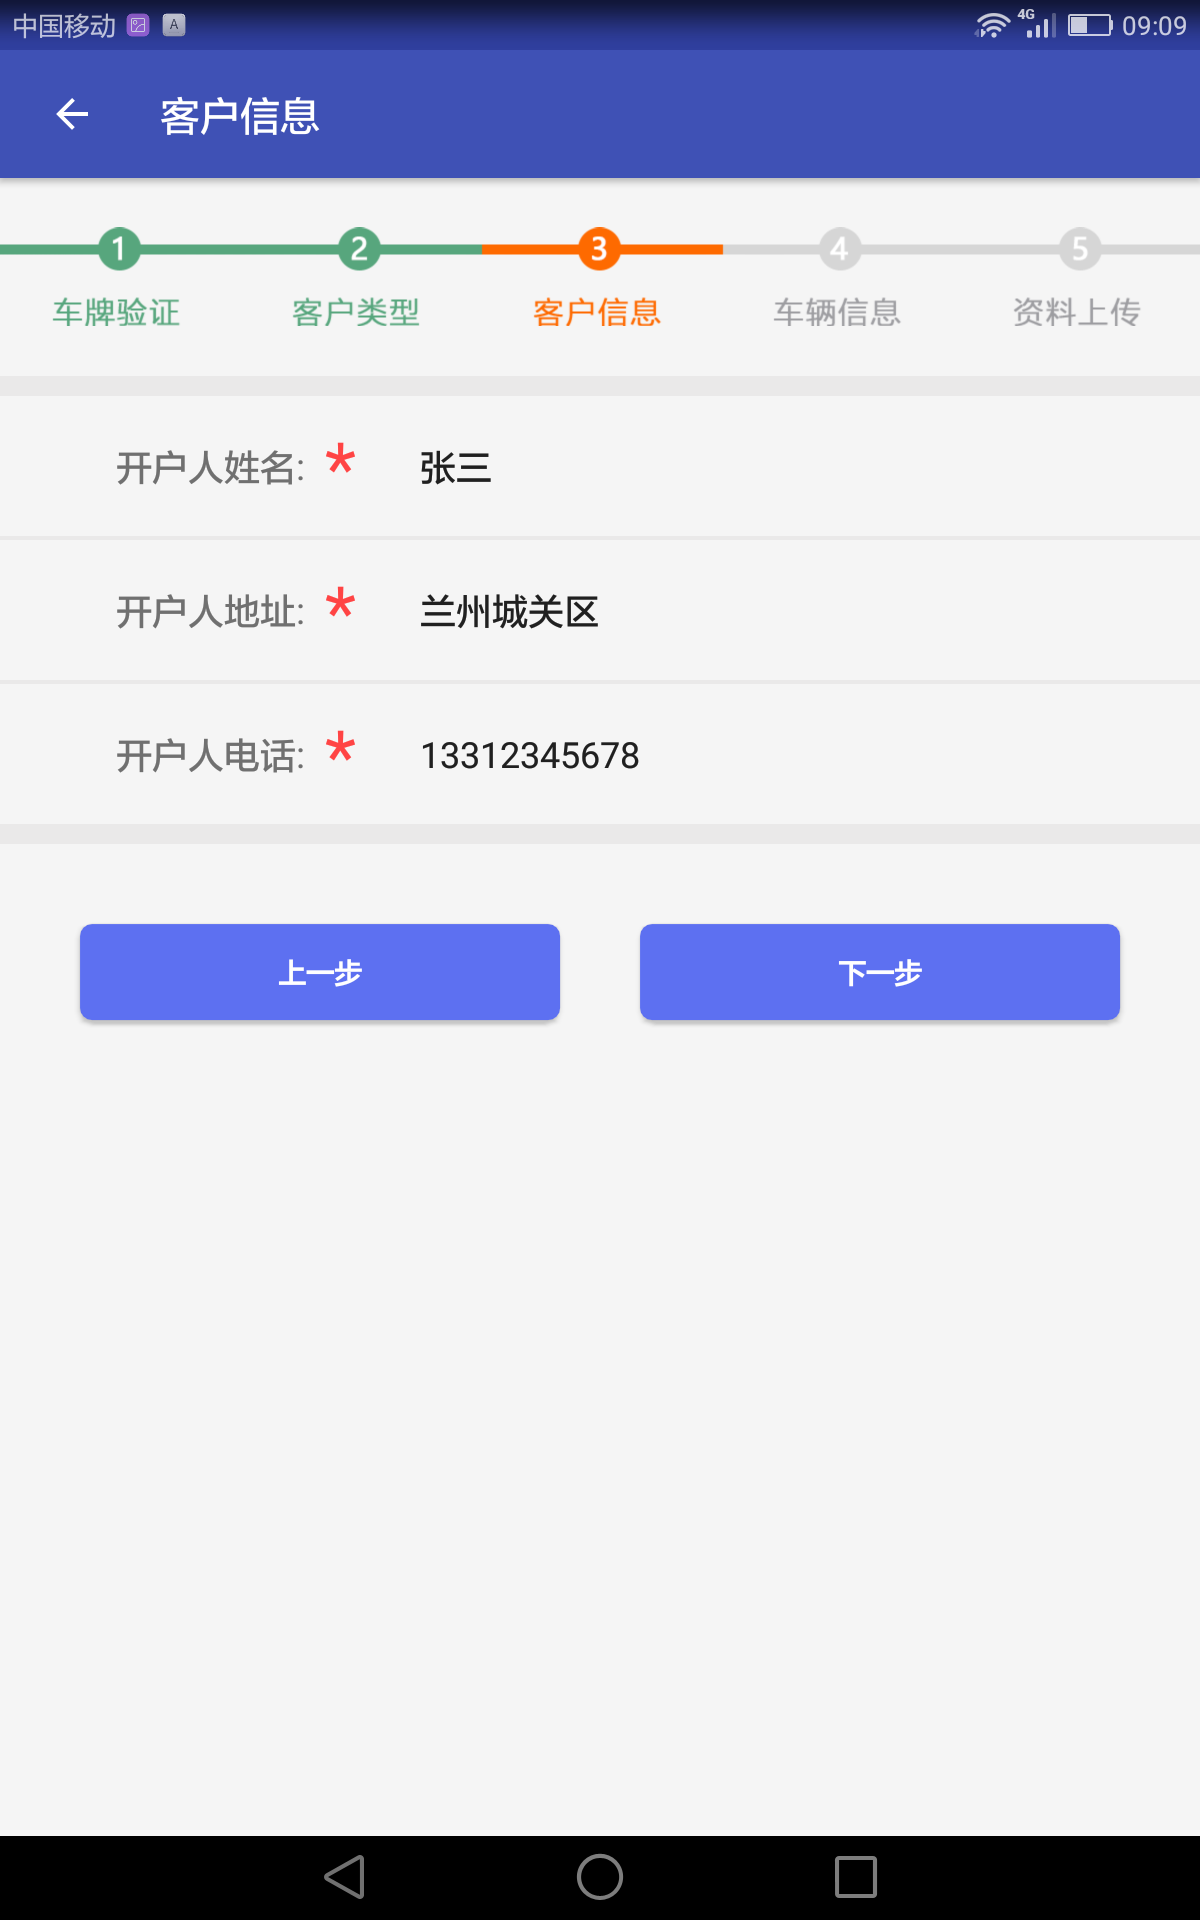 中国移动 A 4G 09:09
客户信息
1 2 3 4 5
车牌验证 客户类型 客户信息 车辆信息 资料上传
开户人姓名: * 张三
开户人地址: * 兰州城关区
开户人电话: * 13312345678
上一步 下一步